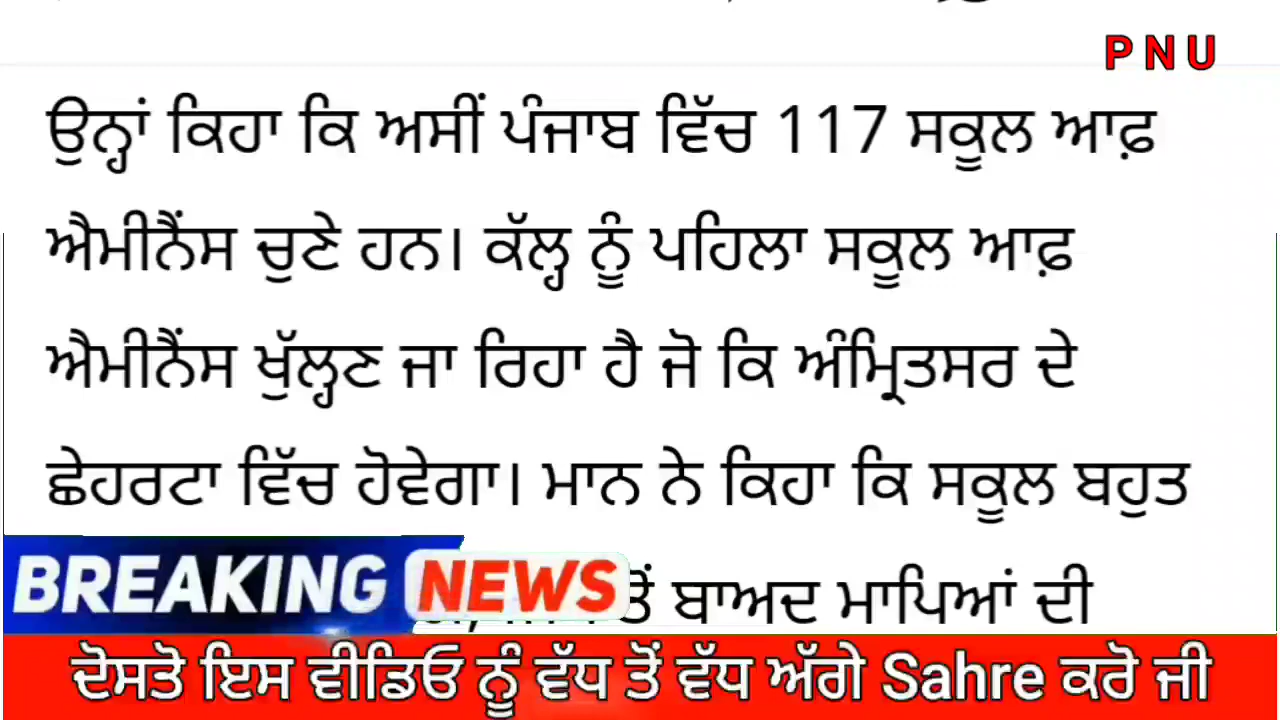 PNU
ਉਨ੍ਹਾਂ ਕਿਹਾ ਕਿ ਅਸੀਂ ਪੰਜਾਬ ਵਿੱਚ 117 ਸਕੂਲ ਆਫ਼
ਐਮੀਨੈਂਸ ਚੁਣੇ ਹਨ। ਕੱਲ੍ਹ ਨੂੰ ਪਹਿਲਾ ਸਕੂਲ ਆਫ਼
ਐਮੀਨੈਂਸ ਖੁੱਲ੍ਹਣ ਜਾ ਰਿਹਾ ਹੈ ਜੋ ਕਿ ਅੰਮ੍ਰਿਤਸਰ ਦੇ
ਛੇਹਰਟਾ ਵਿੱਚ ਹੋਵੇਗਾ। ਮਾਨ ਨੇ ਕਿਹਾ ਕਿ ਸਕੂਲ ਬਹੁਤ
ਬਾਅਦ ਮਾਪਿਆਂ ਦੀ
BREAKING NEWS
ਦੋਸਤੋ ਇਸ ਵੀਡਿਓ ਨੂੰ ਵੱਧ ਤੋਂ ਵੱਧ ਅੱਗੇ Sahre ਕਰੋ ਜੀ